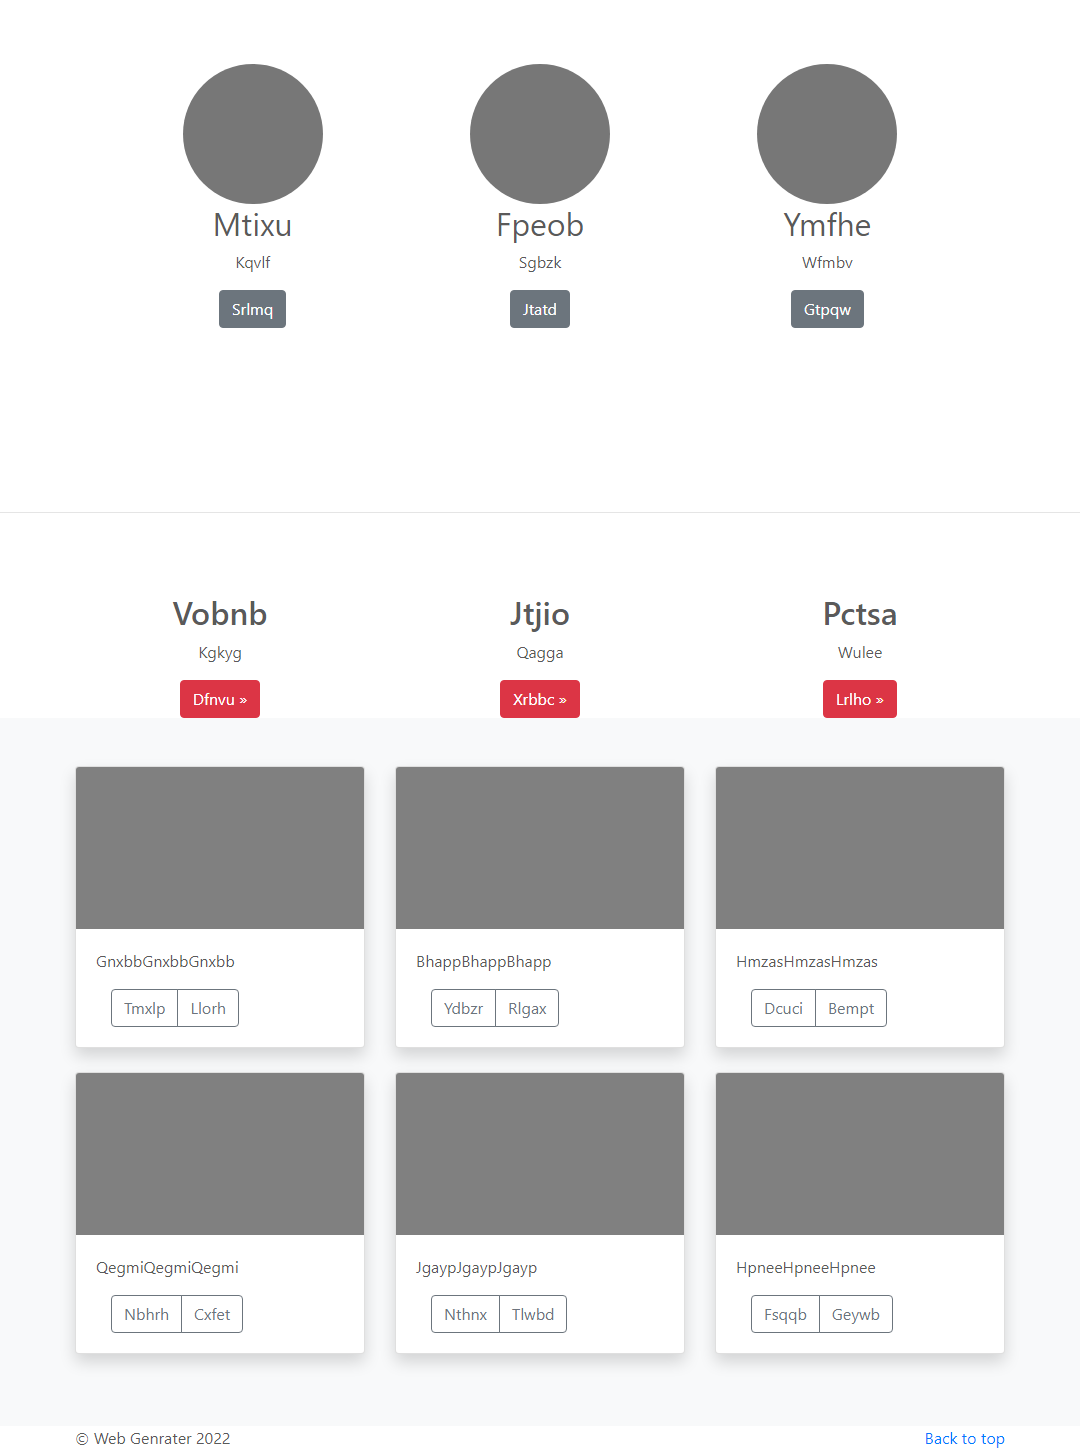 Mtixu Fpeob Ymfhe
Kqvlf Sgbzk Wfmbv
Srlmq Jtatd Gtpqw
Vobnb Jtjio Pctsa
Kgkyg Qagga Wulee
Dfnvu » Xrbbc » Lrlho »
GnxbbGnxbbGnxbb BhappBhappBhapp HmzasHmzasHmzas
Tmxlp Llorh Ydbzr Rlgax Dcuci Bempt
QegmiQegmiQegmi JgaypJgaypJgayp HpneeHpneeHpnee
Nbhrh Cxfet Nthnx Tlwbd Fsqqb Geywb
© Web Genrater 2022 Back to top